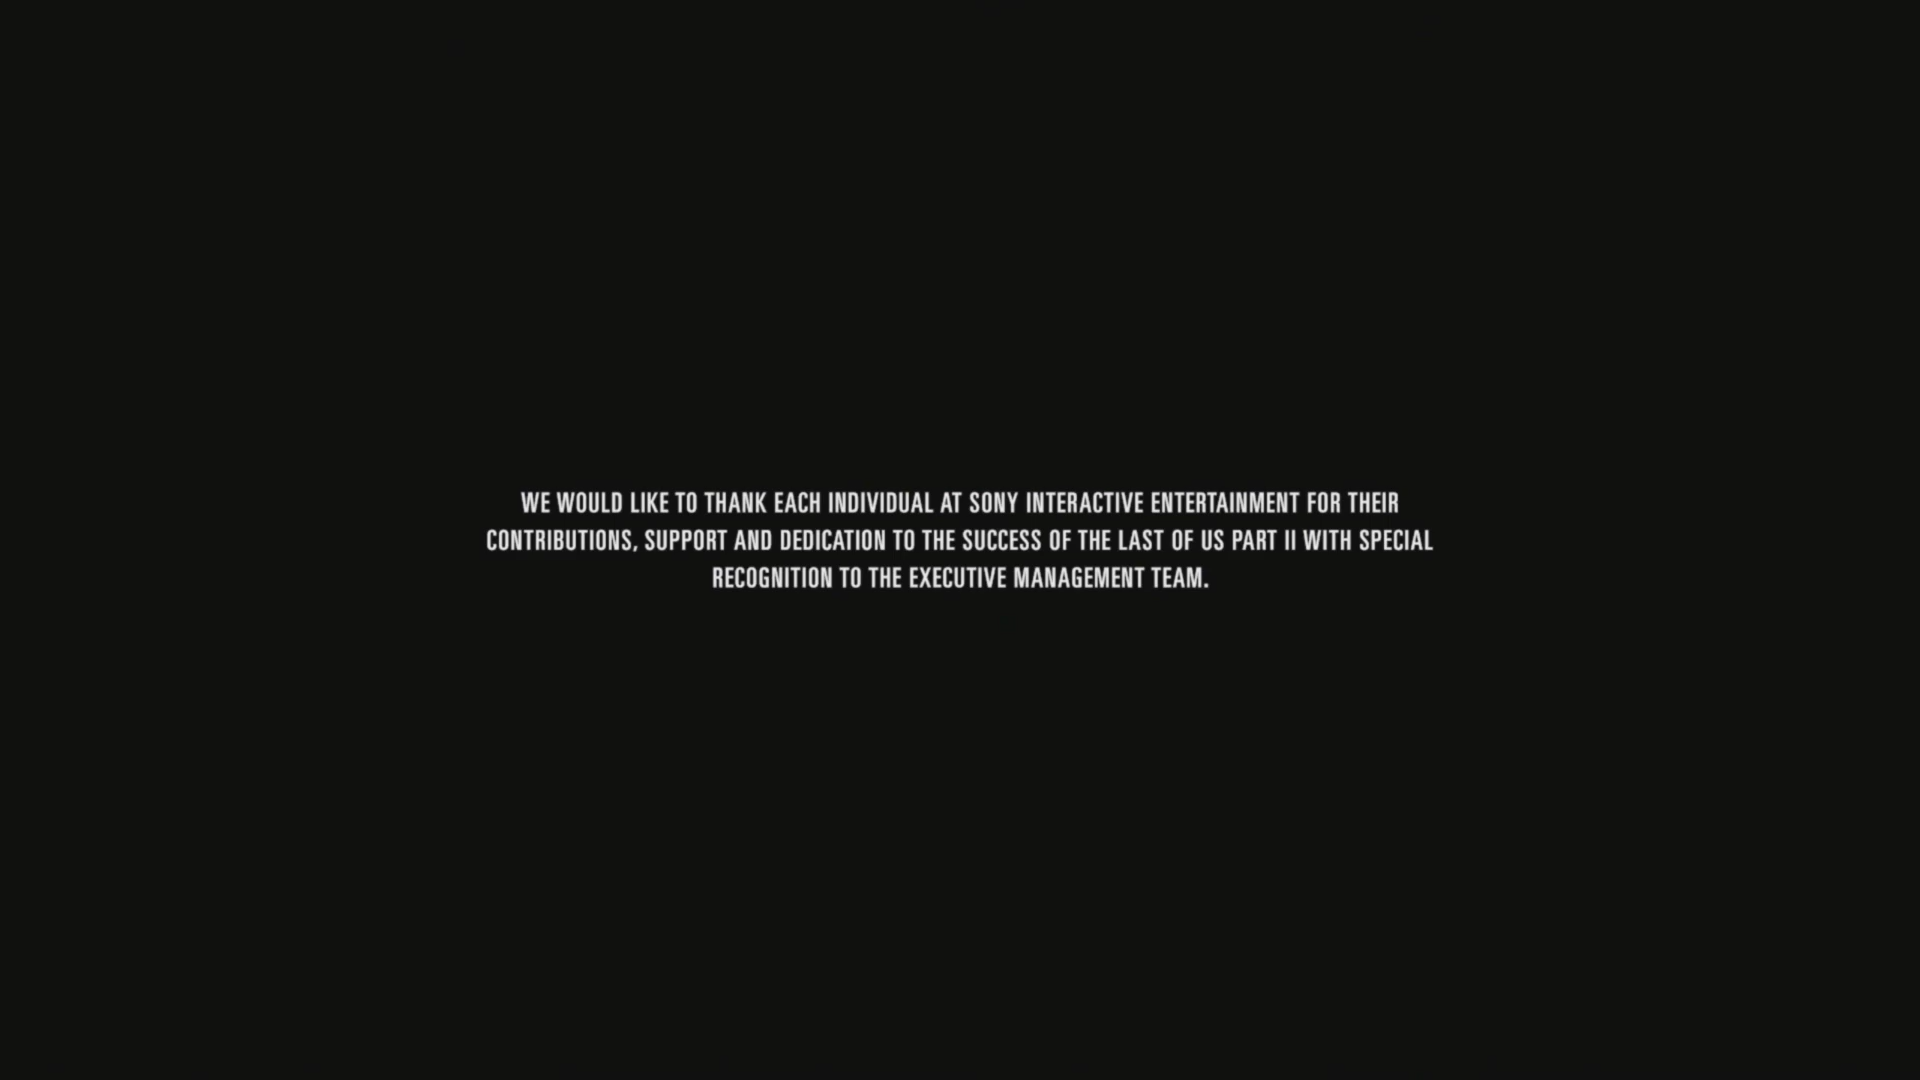 WE WOULD LIKE TO THANK EACH INDIVIDUAL AT SONY INTERACTIVE ENTERTAINMENT FOR THEIR
CONTRIBUTIONS, SUPPORT AND DEDICATION TO THE SUCCESS OF THE LAST OF US PART II WITH SPECIAL
RECOGNITION TO THE EXECUTIVE MANAGEMENT TEAM.